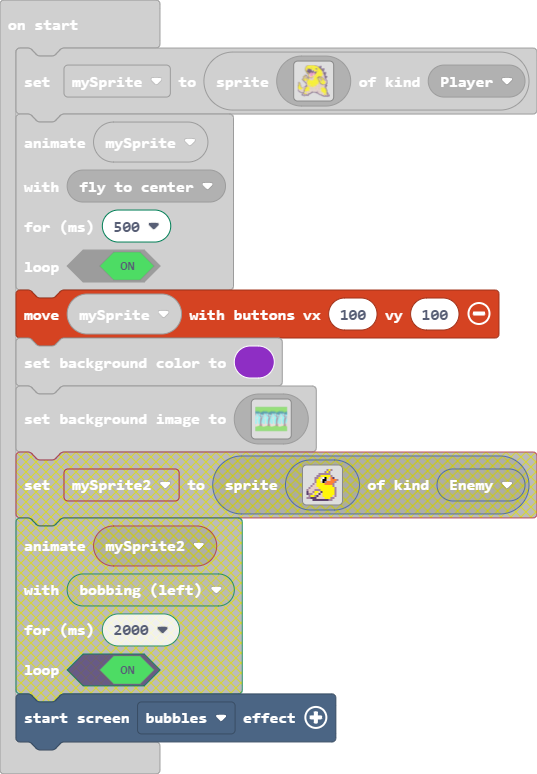 on start
set mySprite to sprite of kind Player
animate mySprite
with fly to center
for (ms) 500
loop ON
move mySprite with buttons vx 100 vy 100
set background color to
set background image to
set mySprite2 to sprite of kind Enemy
animate mySprite2
with bobbing (left)
for (ms) 2000
loop ON
start screen bubbles effect